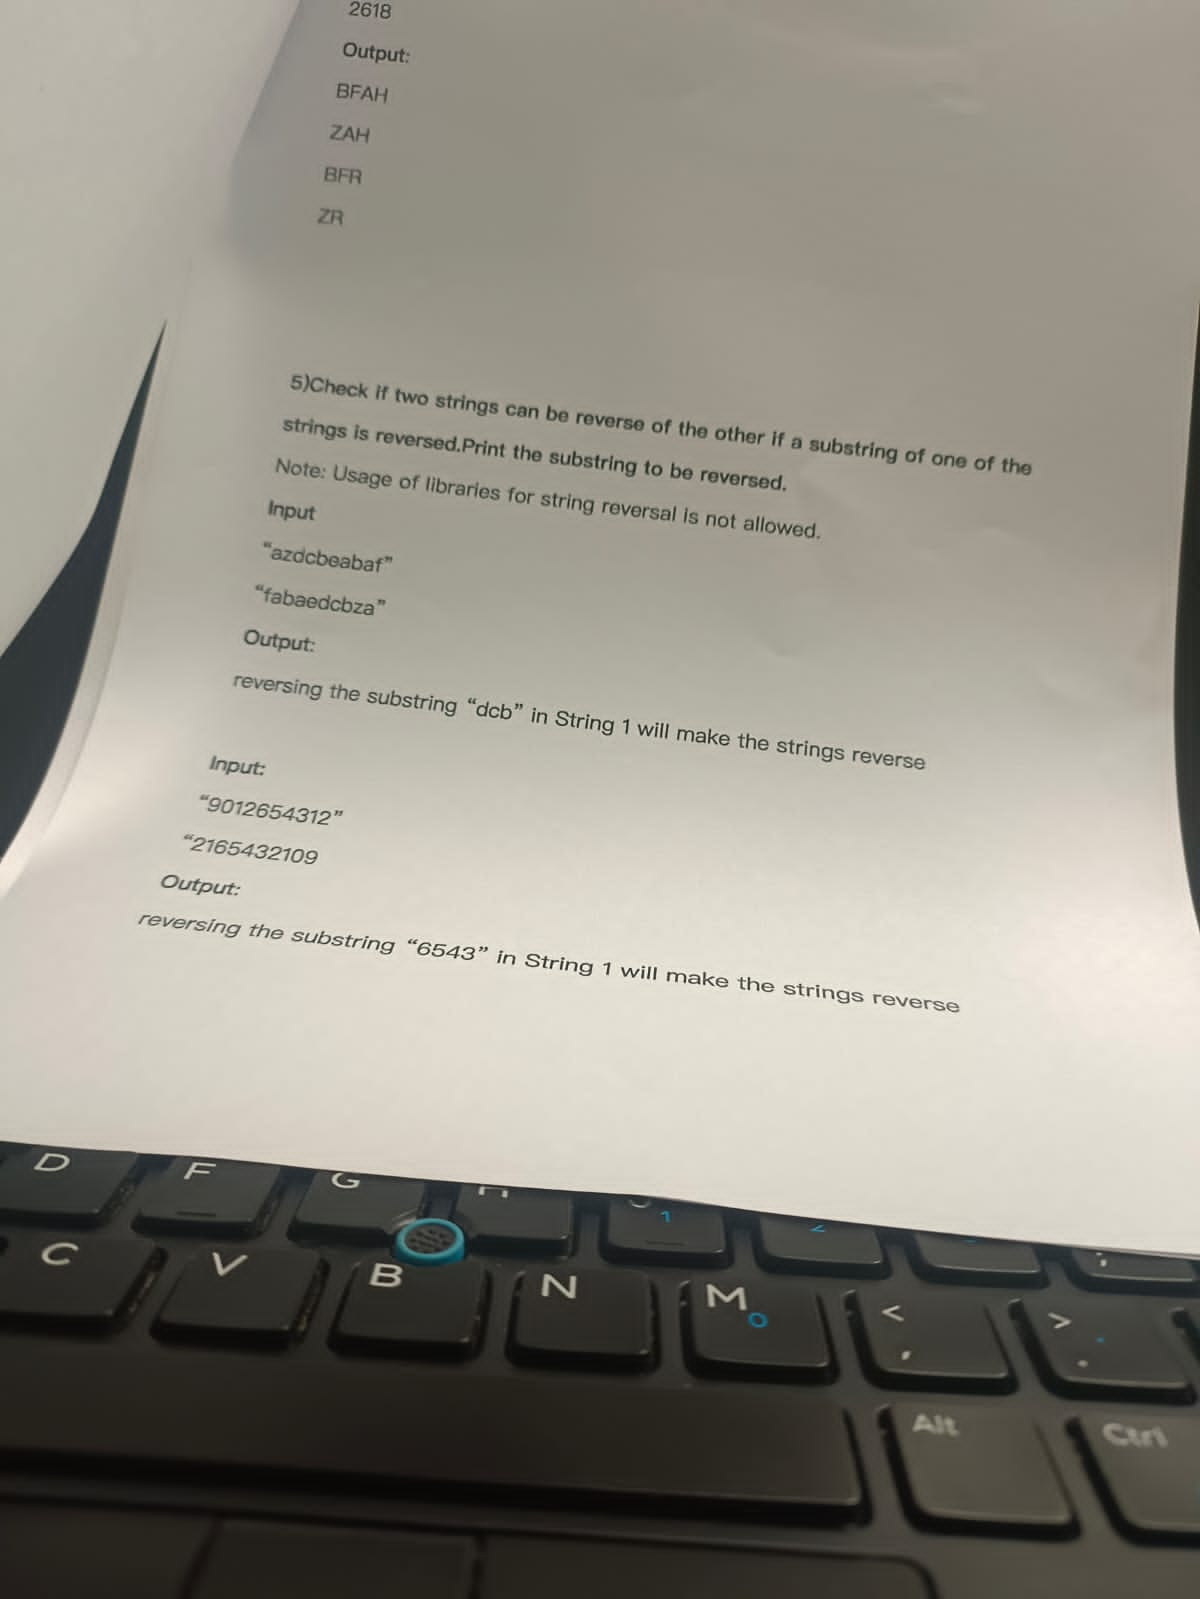 2618
Output:
BFAH
ZAH
BFR
ZR
5)Check if two strings can be reverse of the other if a substring of one of the
strings is reversed.Print the substring to be reversed.
Note: Usage of libraries for string reversal is not allowed.
Input
“azdcbeabaf”
“fabaedcbza”
Output:
reversing the substring “dcb” in String 1 will make the strings reverse
Input:
“9012654312”
“2165432109
Output:
reversing the substring “6543” in String 1 will make the strings reverse
D F G H 1 2
C V B N M 0 < , > .
Alt Ctrl